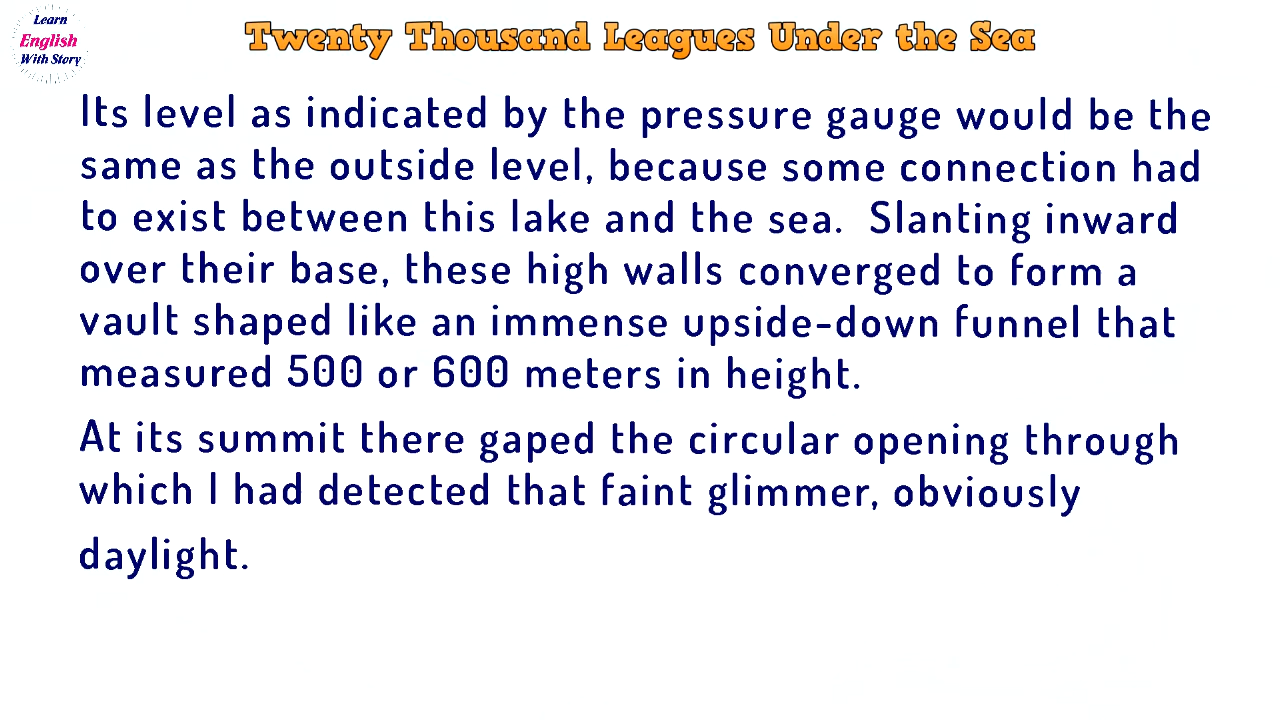 Learn
English
With Story
Twenty Thousand Leagues Under the Sea
Its level as indicated by the pressure gauge would be the
same as the outside level, because some connection had
to exist between this lake and the sea.  Slanting inward
over their base, these high walls converged to form a
vault shaped like an immense upside-down funnel that
measured 500 or 600 meters in height.
At its summit there gaped the circular opening through
which I had detected that faint glimmer, obviously
daylight.